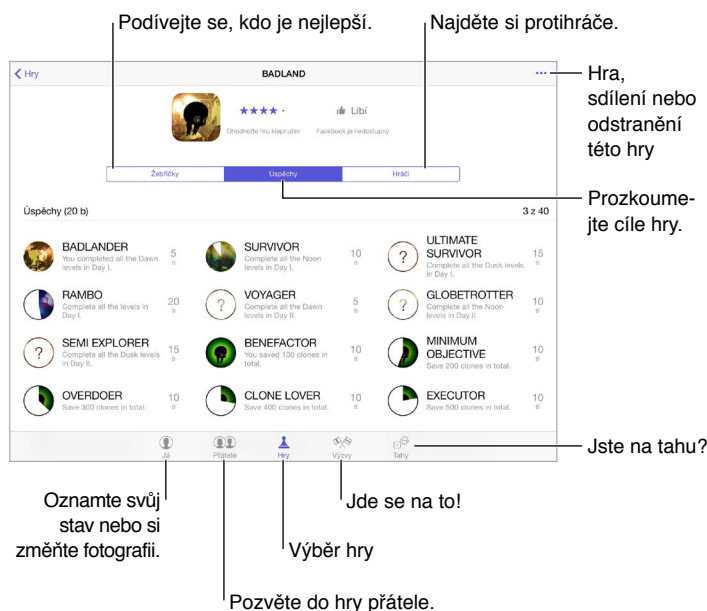 Podívejte se, kdo je nejlepší.
Najděte si protihráče.
Hry
BADLAND
Hra,
sdílení nebo
odstranění
této hry
Líbí
Ohodnoťte hru klepnutím
Facebook je nedostupný
Žebříčky
Úspěchy
Hráči
Prozkoume-
jte cíle hry.
Úspěchy (20 b)
3 z 40
BADLANDER
You completed all the Dawn
levels in Day I.
5
B
SURVIVOR
Complete all the Noon
levels in Day I.
10
B
?
ULTIMATE
SURVIVOR
Complete all the Dusk levels
in Day I.
15
B
RAMBO
Complete all the levels in
Day I.
20
B
?
VOYAGER
Complete all the Dawn
levels in Day II.
5
B
?
GLOBETROTTER
Complete all the Noon
levels in Day II.
10
B
?
SEMI EXPLORER
Complete all the Dusk levels
in Day II.
15
B
BENEFACTOR
You saved 100 clones in
total.
10
B
MINIMUM
OBJECTIVE
Save 200 clones in total.
10
B
OVERDOER
Save 300 clones in total.
10
B
CLONE LOVER
Save 400 clones in total.
10
B
EXECUTOR
Save 500 clones in total.
10
B
Já
Přátelé
Hry
Výzvy
Tahy
Jste na tahu?
Oznamte svůj
stav nebo si
změňte fotografii.
Jde se na to!
Výběr hry
Pozvěte do hry přátele.